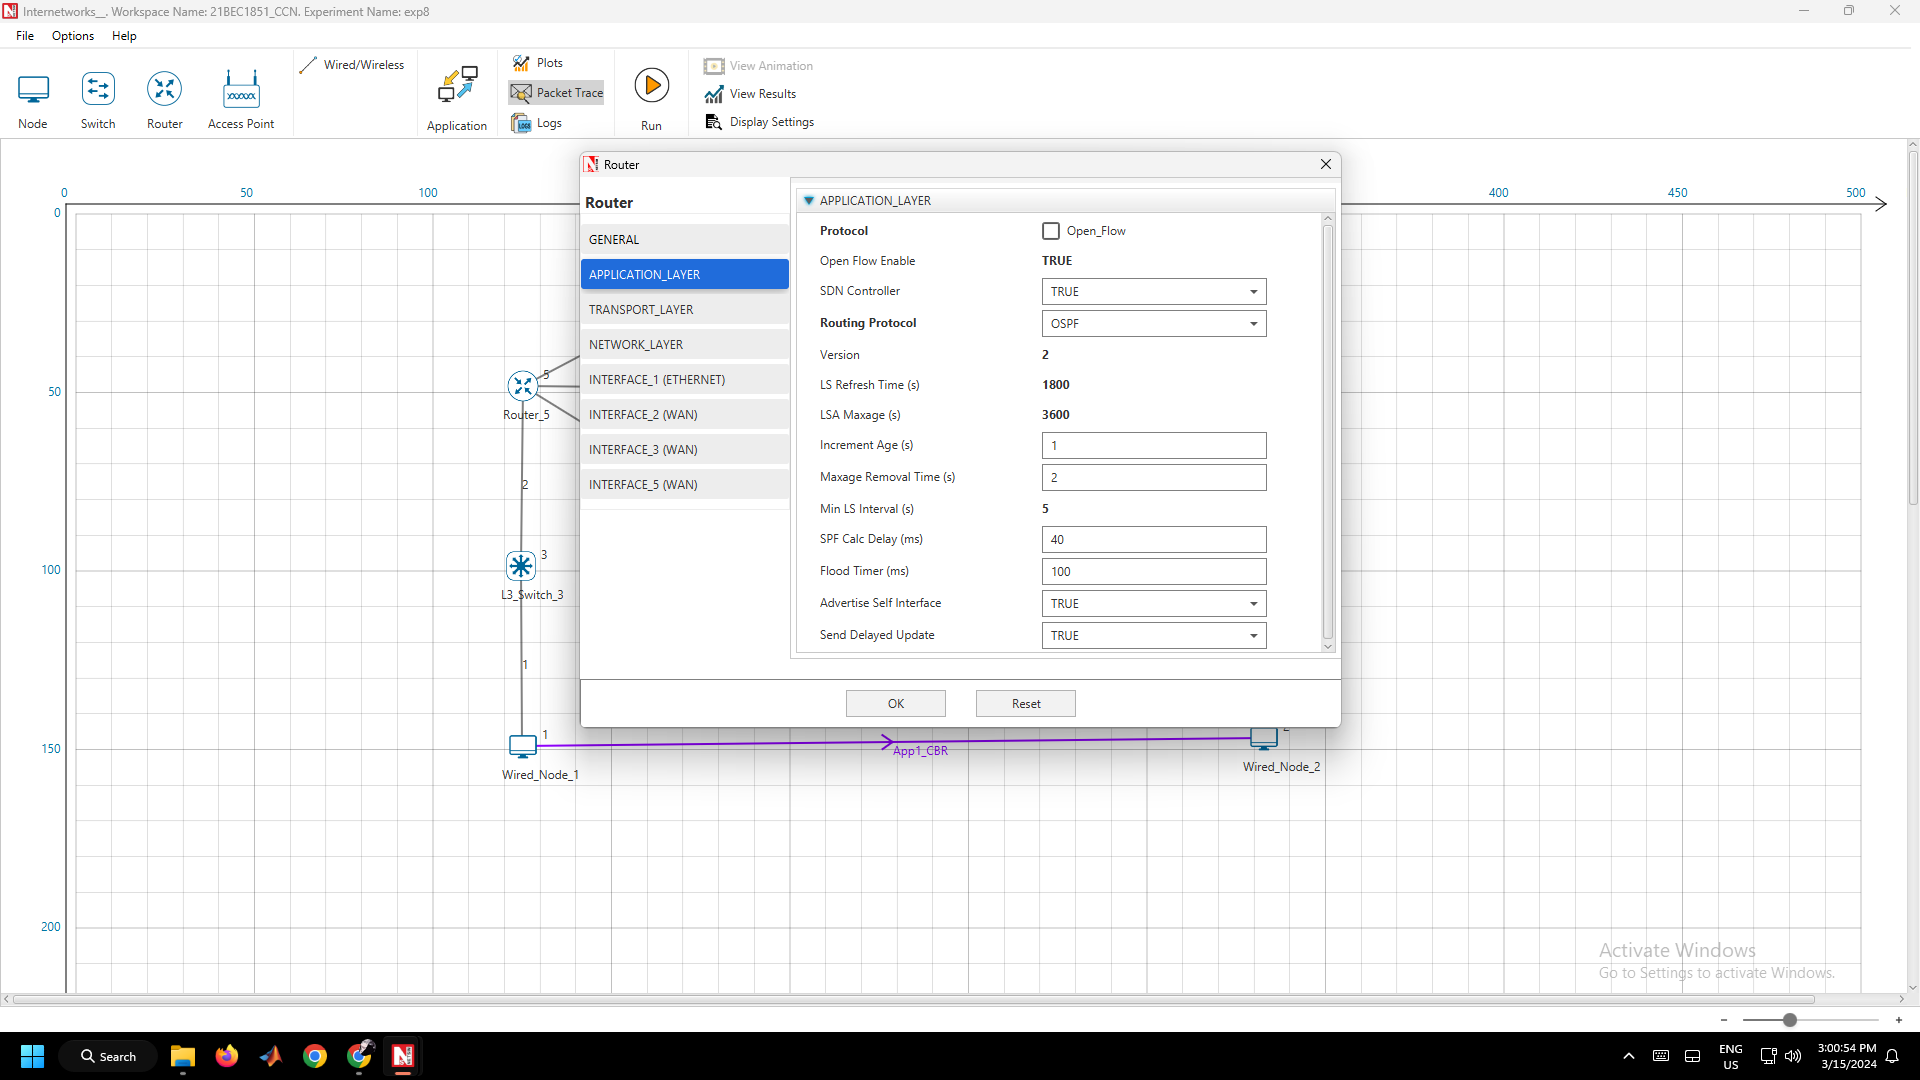 Internetworks__. Workspace Name: 21BEC1851_CCN. Experiment Name: exp8
File Options Help
Node
Switch
Router
Access Point
Wired/Wireless
Application
Plots
Packet Trace
Logs
Run
View Animation
View Results
Display Settings
0 50 100 400 450 500
0
50
100
150
200
Router_5
5
2
3
L3_Switch_3
1
1
Wired_Node_1
App1_CBR
Wired_Node_2
Router
Router
GENERAL
APPLICATION_LAYER
TRANSPORT_LAYER
NETWORK_LAYER
INTERFACE_1 (ETHERNET)
INTERFACE_2 (WAN)
INTERFACE_3 (WAN)
INTERFACE_5 (WAN)
APPLICATION_LAYER
Protocol Open_Flow
Open Flow Enable TRUE
SDN Controller TRUE
Routing Protocol OSPF
Version 2
LS Refresh Time (s) 1800
LSA Maxage (s) 3600
Increment Age (s) 1
Maxage Removal Time (s) 2
Min LS Interval (s) 5
SPF Calc Delay (ms) 40
Flood Timer (ms) 100
Advertise Self Interface TRUE
Send Delayed Update TRUE
OK Reset
Activate Windows
Go to Settings to activate Windows.
Search
ENG
US
3:00:54 PM
3/15/2024